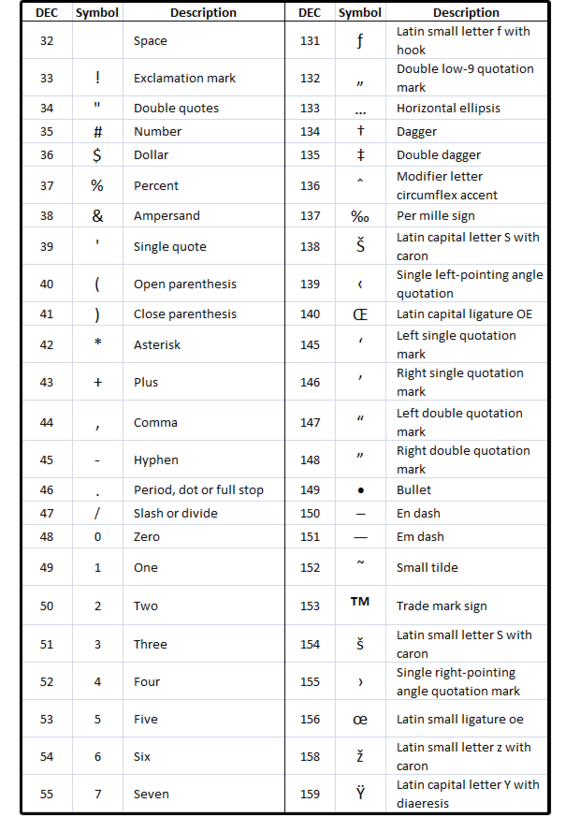 DEC Symbol Description DEC Symbol Description
32 Space 131 ƒ Latin small letter f with hook
33 ! Exclamation mark 132 „ Double low-9 quotation mark
34 " Double quotes 133 … Horizontal ellipsis
35 # Number 134 † Dagger
36 $ Dollar 135 ‡ Double dagger
37 % Percent 136 ˆ Modifier letter circumflex accent
38 & Ampersand 137 ‰ Per mille sign
39 ' Single quote 138 Š Latin capital letter S with caron
40 ( Open parenthesis 139 ‹ Single left-pointing angle quotation
41 ) Close parenthesis 140 Œ Latin capital ligature OE
42 * Asterisk 145 ‘ Left single quotation mark
43 + Plus 146 ’ Right single quotation mark
44 , Comma 147 “ Left double quotation mark
45 - Hyphen 148 ” Right double quotation mark
46 . Period, dot or full stop 149 • Bullet
47 / Slash or divide 150 – En dash
48 0 Zero 151 — Em dash
49 1 One 152 ˜ Small tilde
50 2 Two 153 ™ Trade mark sign
51 3 Three 154 š Latin small letter S with caron
52 4 Four 155 › Single right-pointing angle quotation mark
53 5 Five 156 œ Latin small ligature oe
54 6 Six 158 ž Latin small letter z with caron
55 7 Seven 159 Ÿ Latin capital letter Y with diaeresis